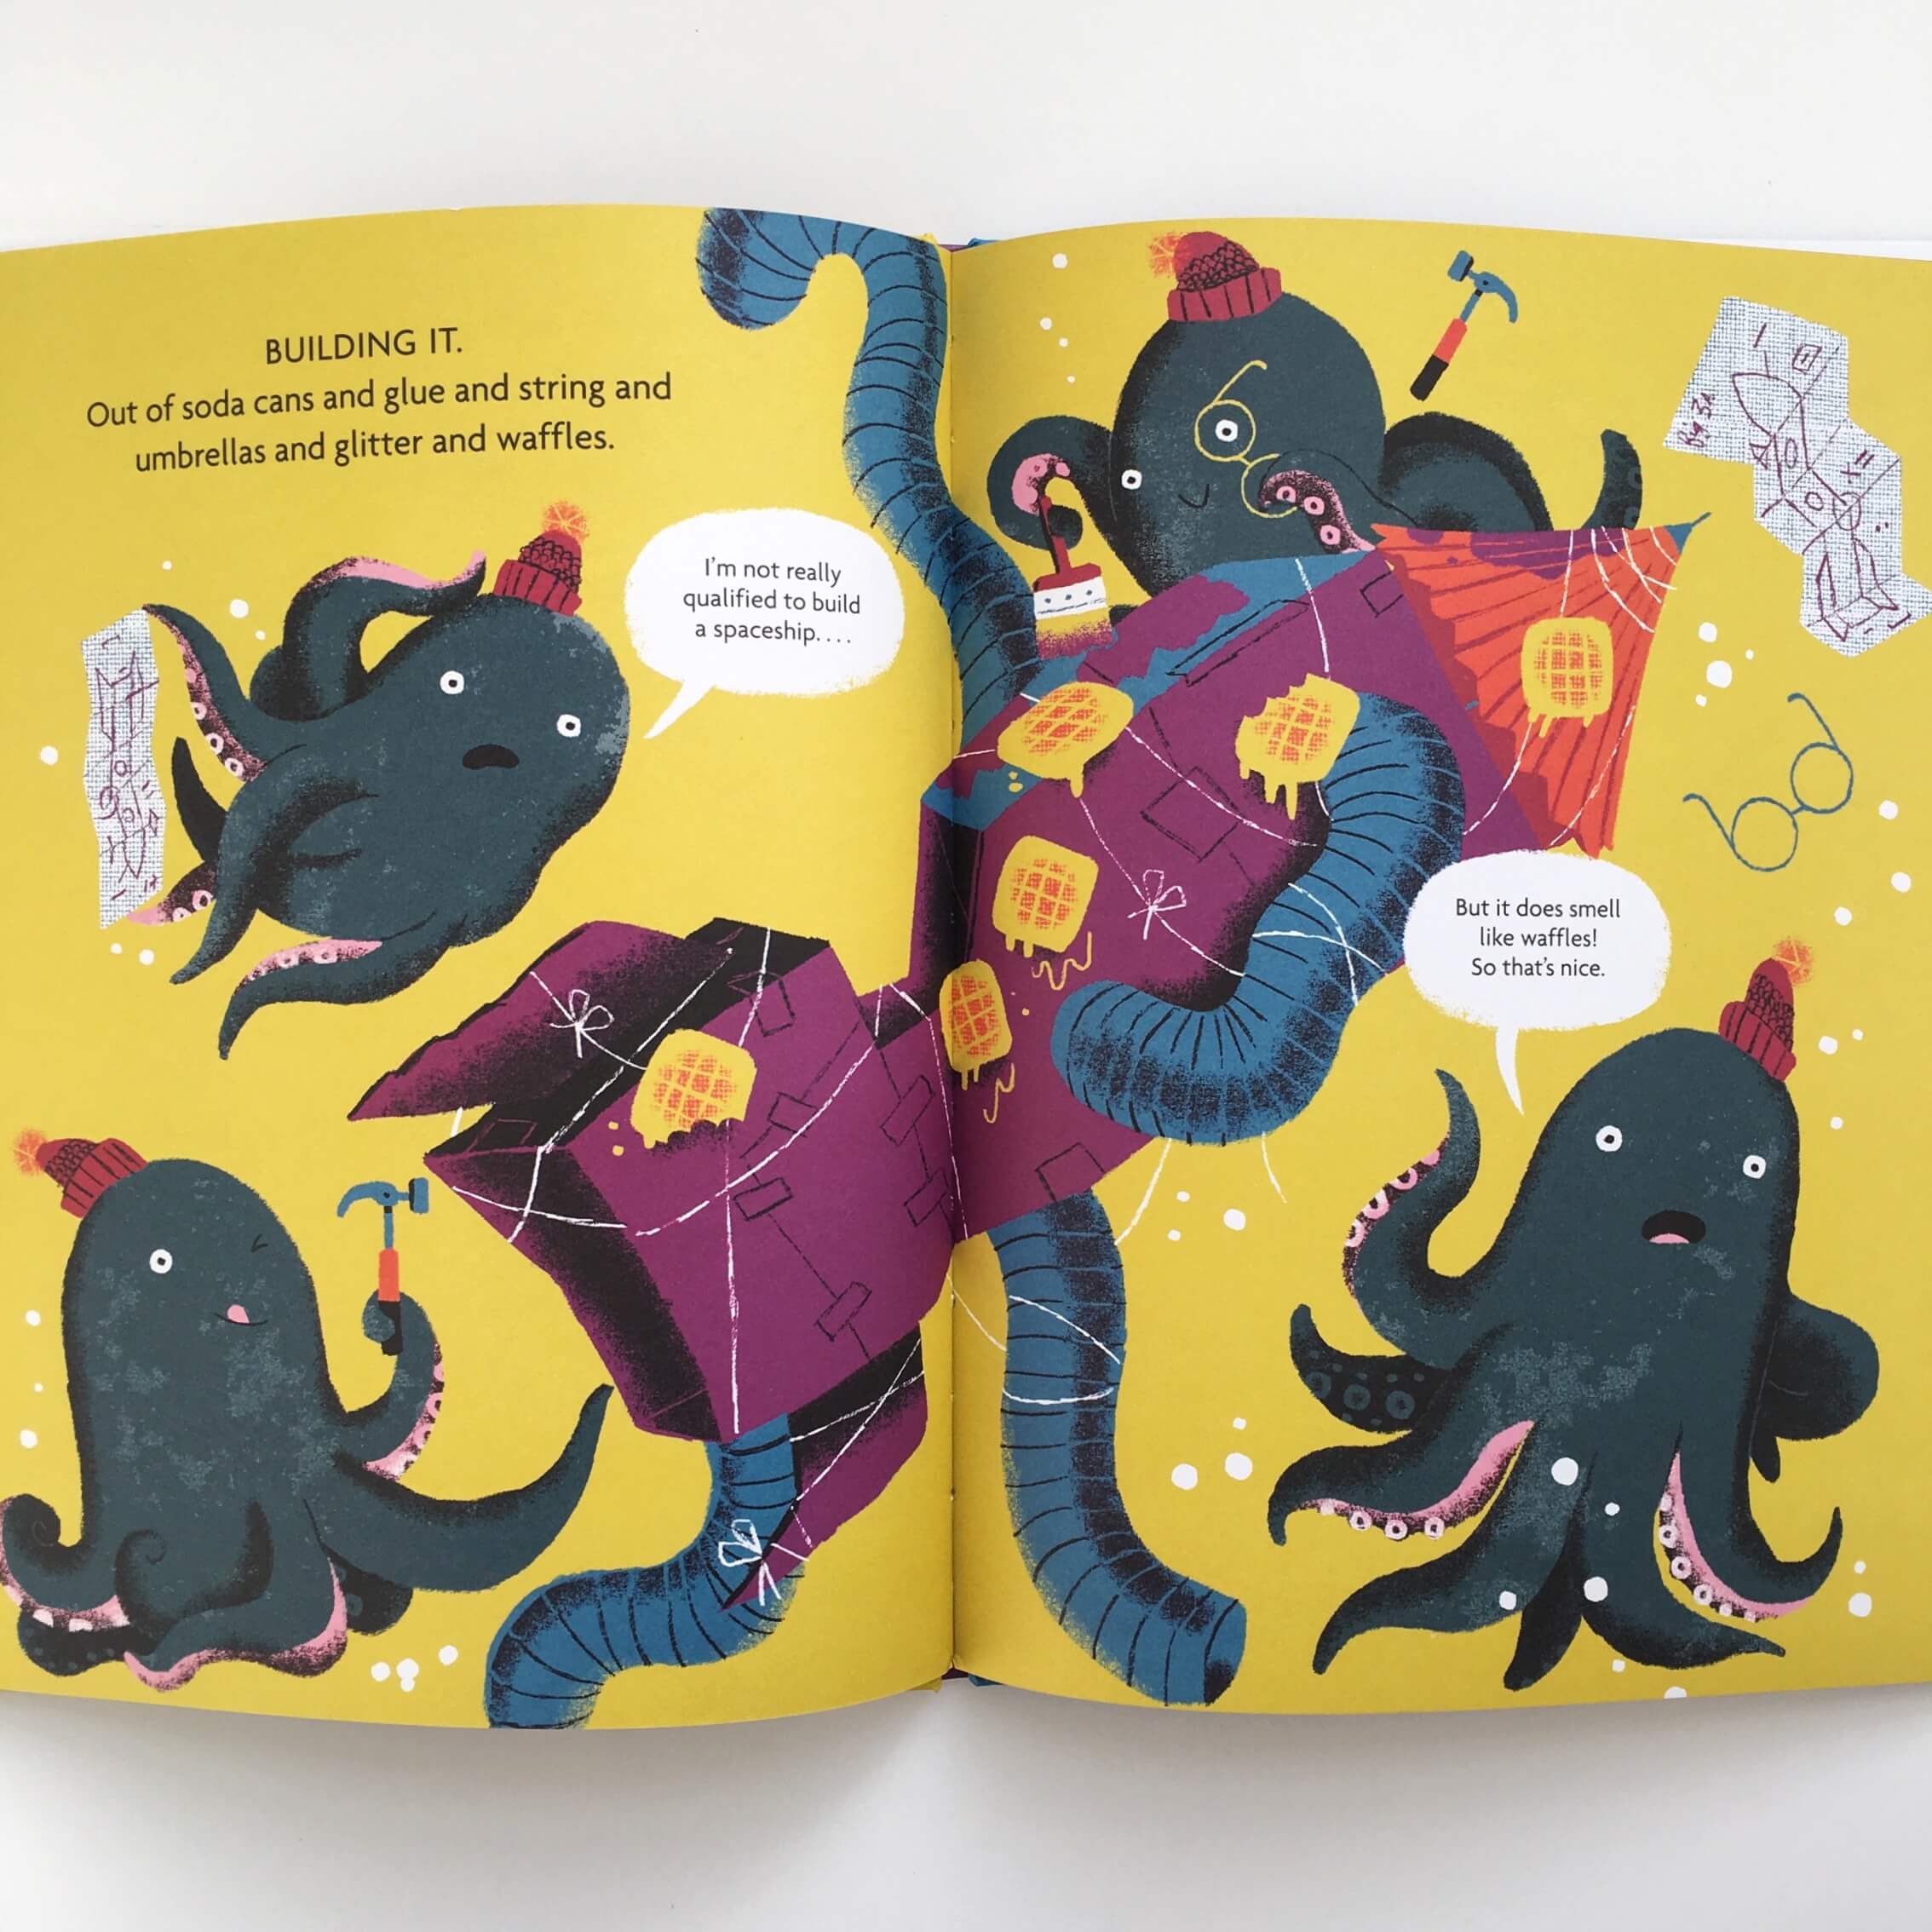 BUILDING IT.
Out of soda cans and glue and string and
umbrellas and glitter and waffles.
I'm not really
qualified to build
a spaceship....
But it does smell
like waffles!
So that's nice.